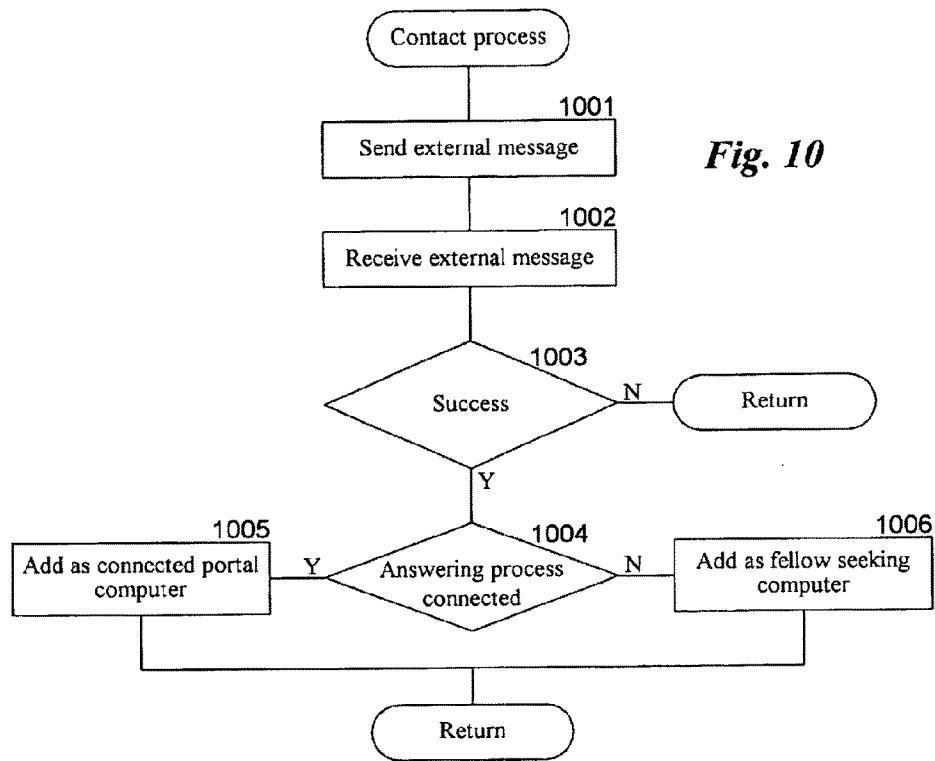 Contact process
1001
Send external message
Fig. 10
1002
Receive external message
1003
Success
N
Return
Y
1004
Answering process
connected
1005
Y
Add as connected portal
computer
1006
N
Add as fellow seeking
computer
Return